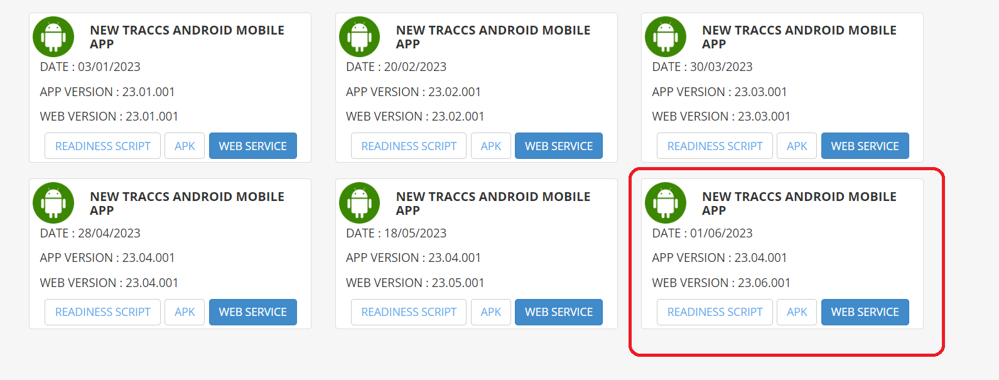 NEW TRACCS ANDROID MOBILE
APP
DATE : 03/01/2023
APP VERSION : 23.01.001
WEB VERSION : 23.01.001
READINESS SCRIPT
APK
WEB SERVICE
NEW TRACCS ANDROID MOBILE
APP
DATE : 20/02/2023
APP VERSION : 23.02.001
WEB VERSION : 23.02.001
READINESS SCRIPT
APK
WEB SERVICE
NEW TRACCS ANDROID MOBILE
APP
DATE : 30/03/2023
APP VERSION : 23.03.001
WEB VERSION : 23.03.001
READINESS SCRIPT
APK
WEB SERVICE
NEW TRACCS ANDROID MOBILE
APP
DATE : 28/04/2023
APP VERSION : 23.04.001
WEB VERSION : 23.04.001
READINESS SCRIPT
APK
WEB SERVICE
NEW TRACCS ANDROID MOBILE
APP
DATE : 18/05/2023
APP VERSION : 23.04.001
WEB VERSION : 23.05.001
READINESS SCRIPT
APK
WEB SERVICE
NEW TRACCS ANDROID MOBILE
APP
DATE : 01/06/2023
APP VERSION : 23.04.001
WEB VERSION : 23.06.001
READINESS SCRIPT
APK
WEB SERVICE